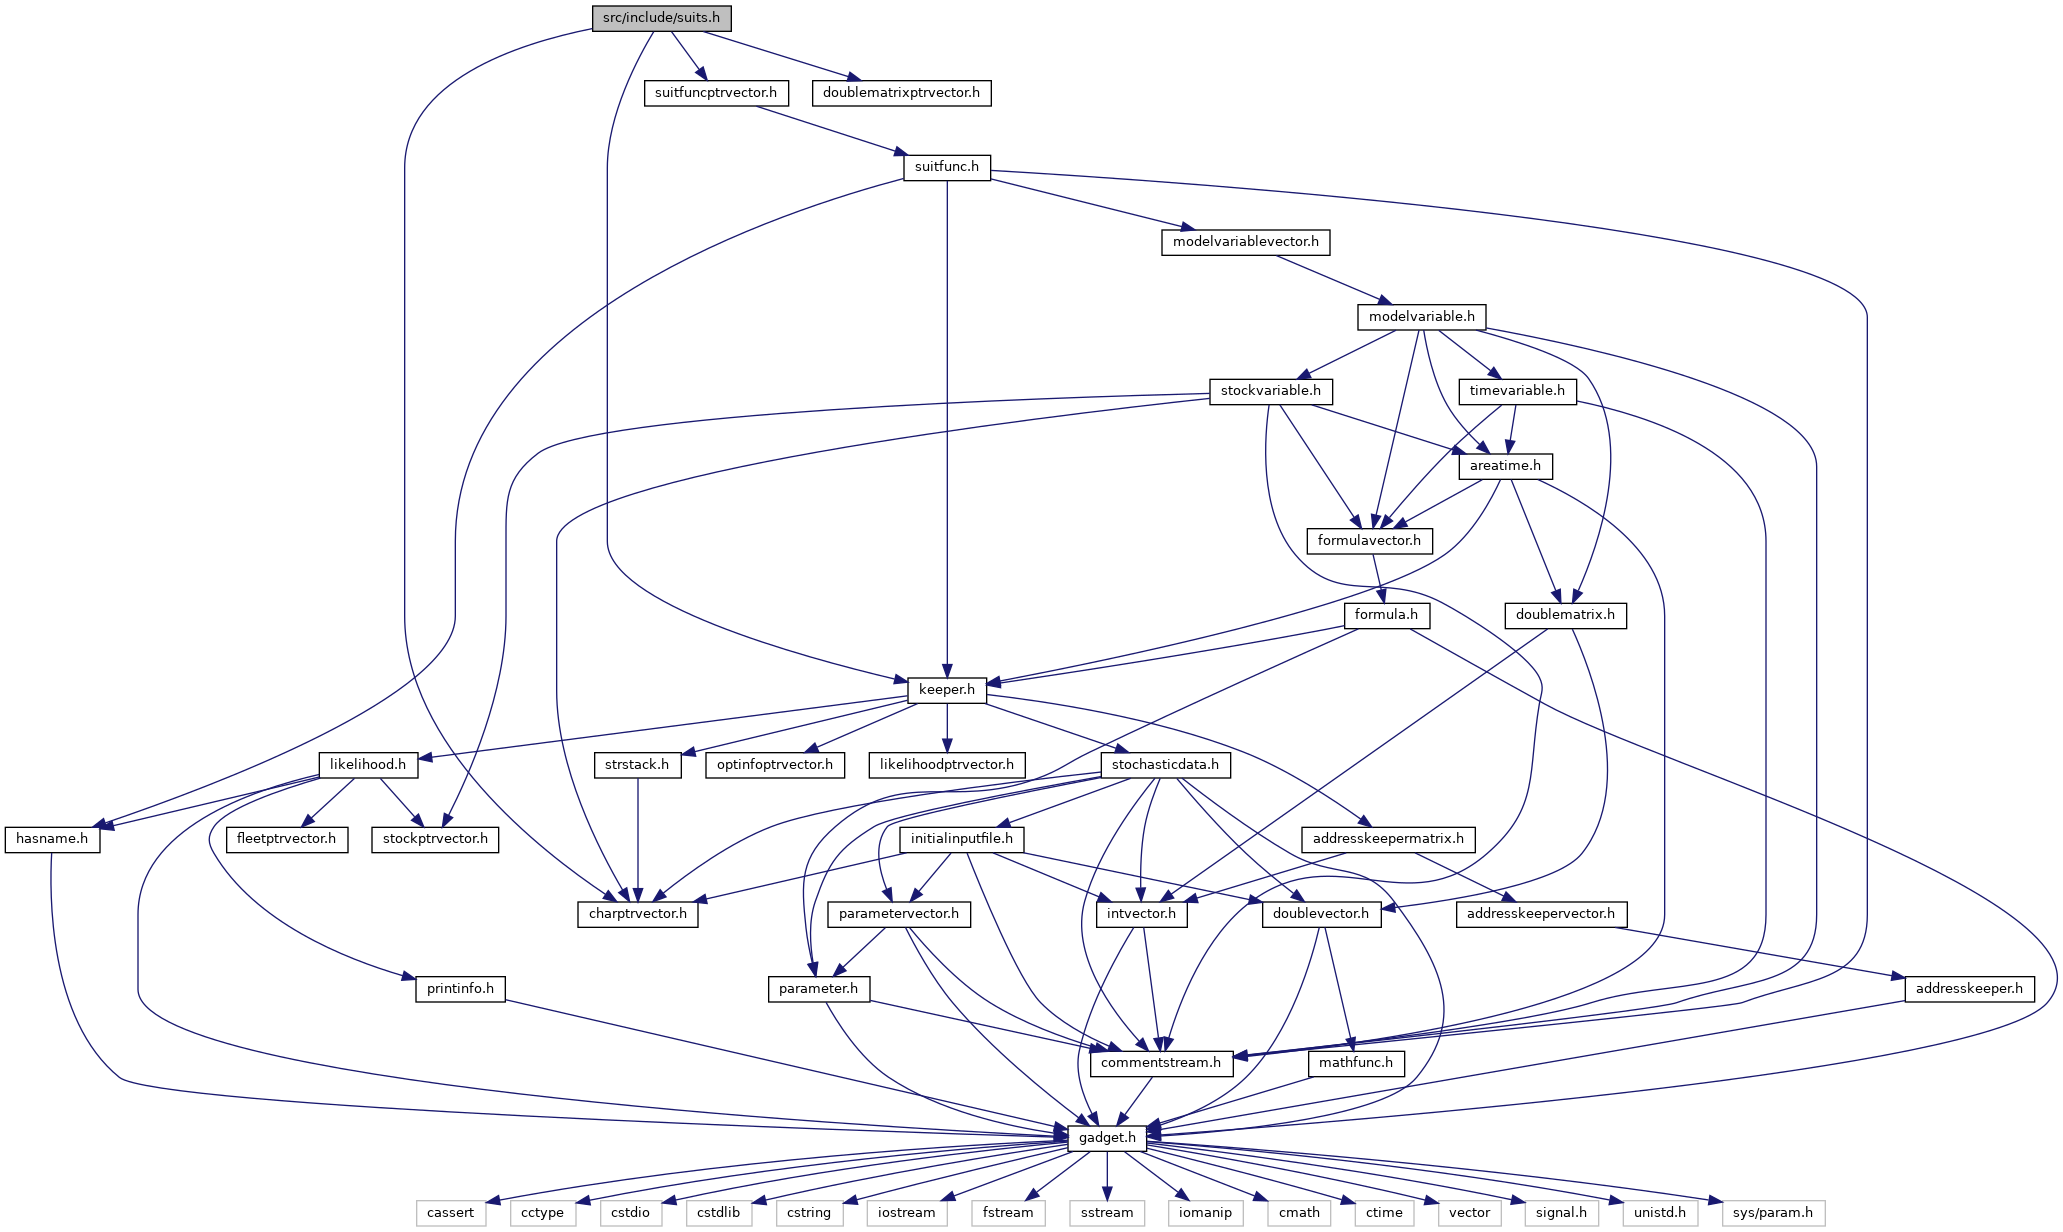 src/include/suits.h
suitfuncptrvector.h
doublematrixptrvector.h
suitfunc.h
modelvariablevector.h
modelvariable.h
stockvariable.h
timevariable.h
areatime.h
formulavector.h
formula.h
doublematrix.h
keeper.h
likelihood.h
strstack.h
optinfoptrvector.h
likelihoodptrvector.h
stochasticdata.h
hasname.h
fleetptrvector.h
stockptrvector.h
initialinputfile.h
addresskeepermatrix.h
charptrvector.h
parametervector.h
intvector.h
doublevector.h
addresskeepervector.h
printinfo.h
parameter.h
addresskeeper.h
commentstream.h
mathfunc.h
gadget.h
cassert
cctype
cstdio
cstdlib
cstring
iostream
fstream
sstream
iomanip
cmath
ctime
vector
signal.h
unistd.h
sys/param.h